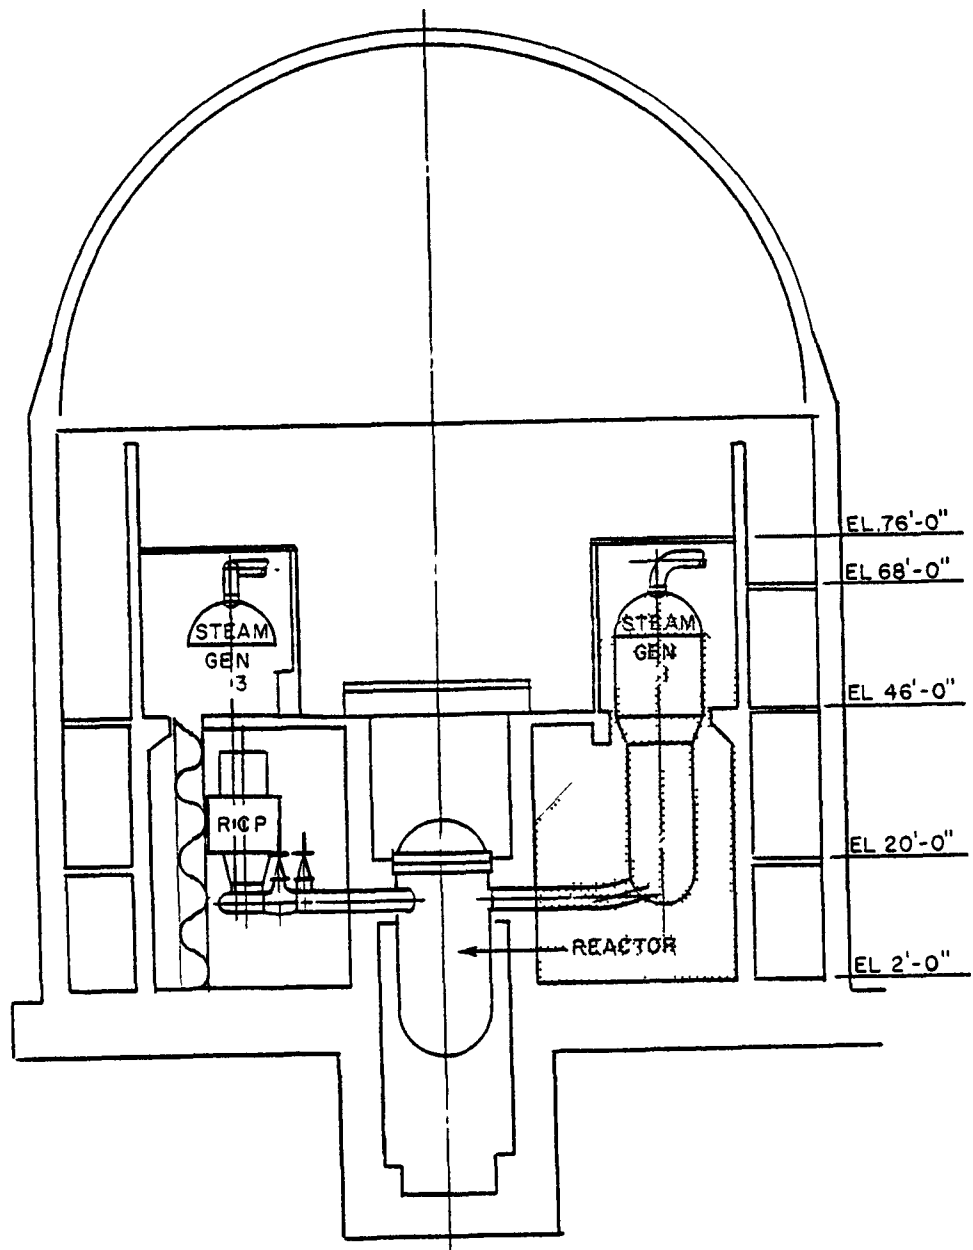 EL.76'-0"
EL 68'-0"
STEAM
GEN
3
STEAM
GEN
EL 46'-0"
RCP
EL 20'-0"
REACTOR
EL 2'-0"